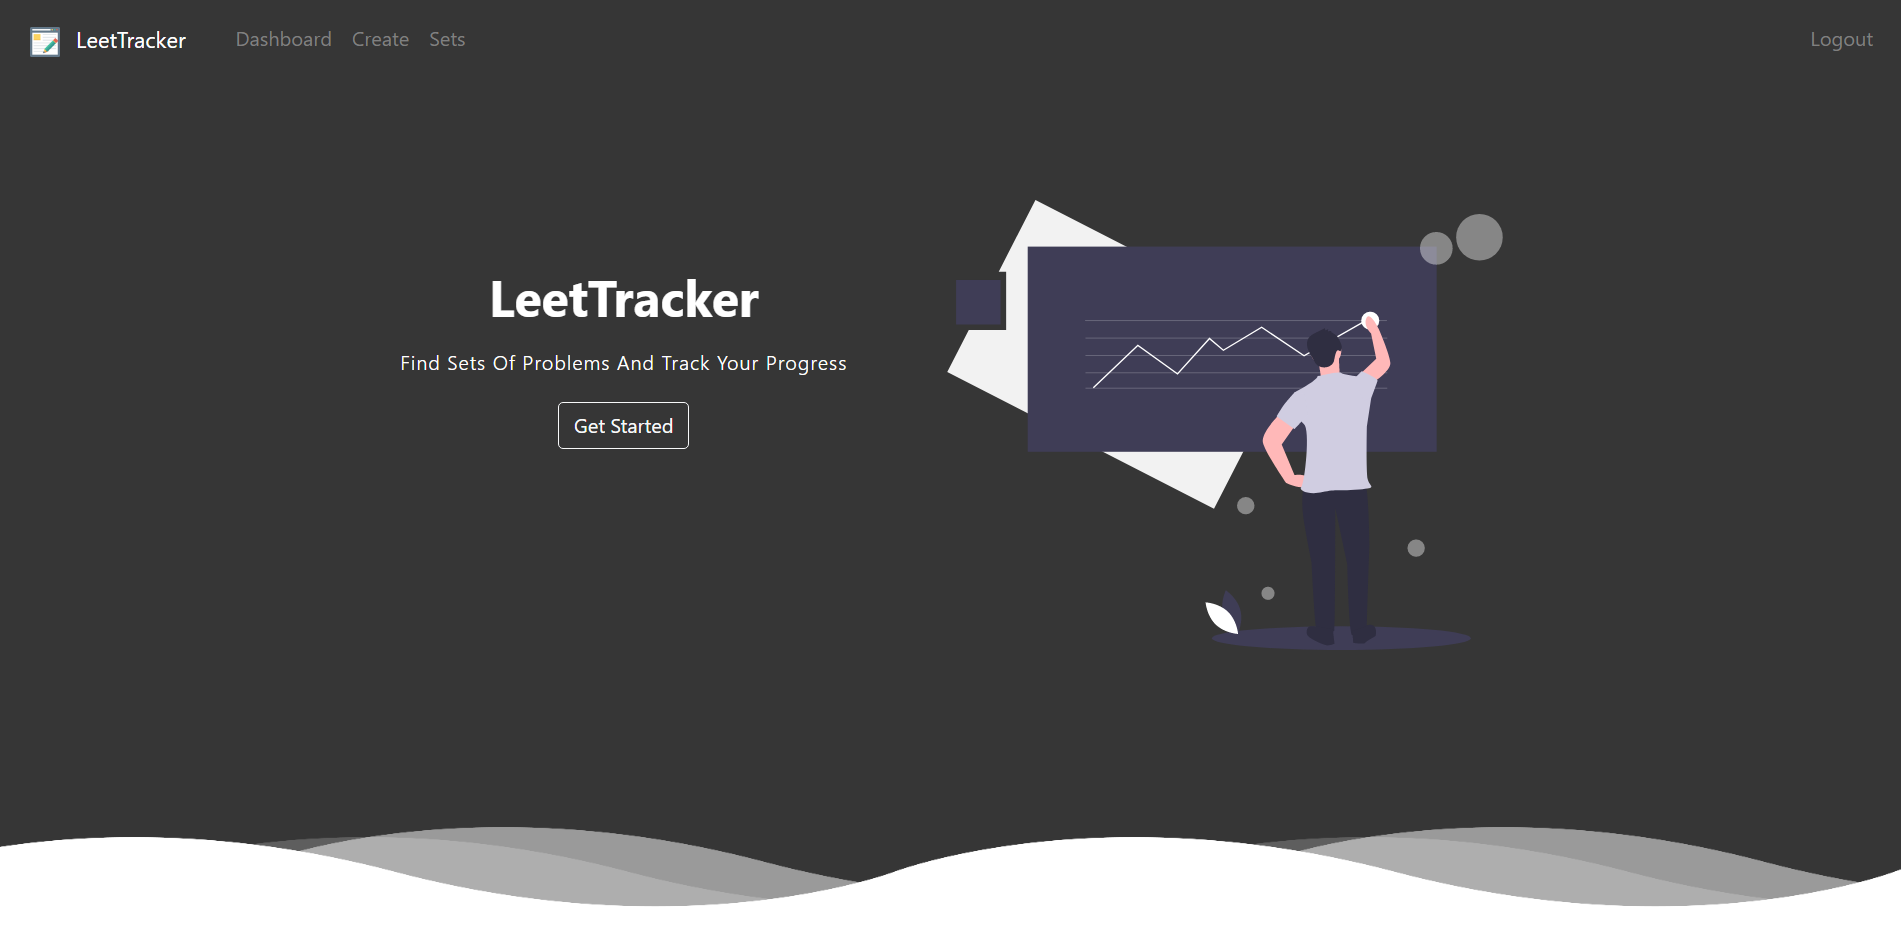 LeetTracker Dashboard Create Sets Logout
LeetTracker
Find Sets Of Problems And Track Your Progress
Get Started